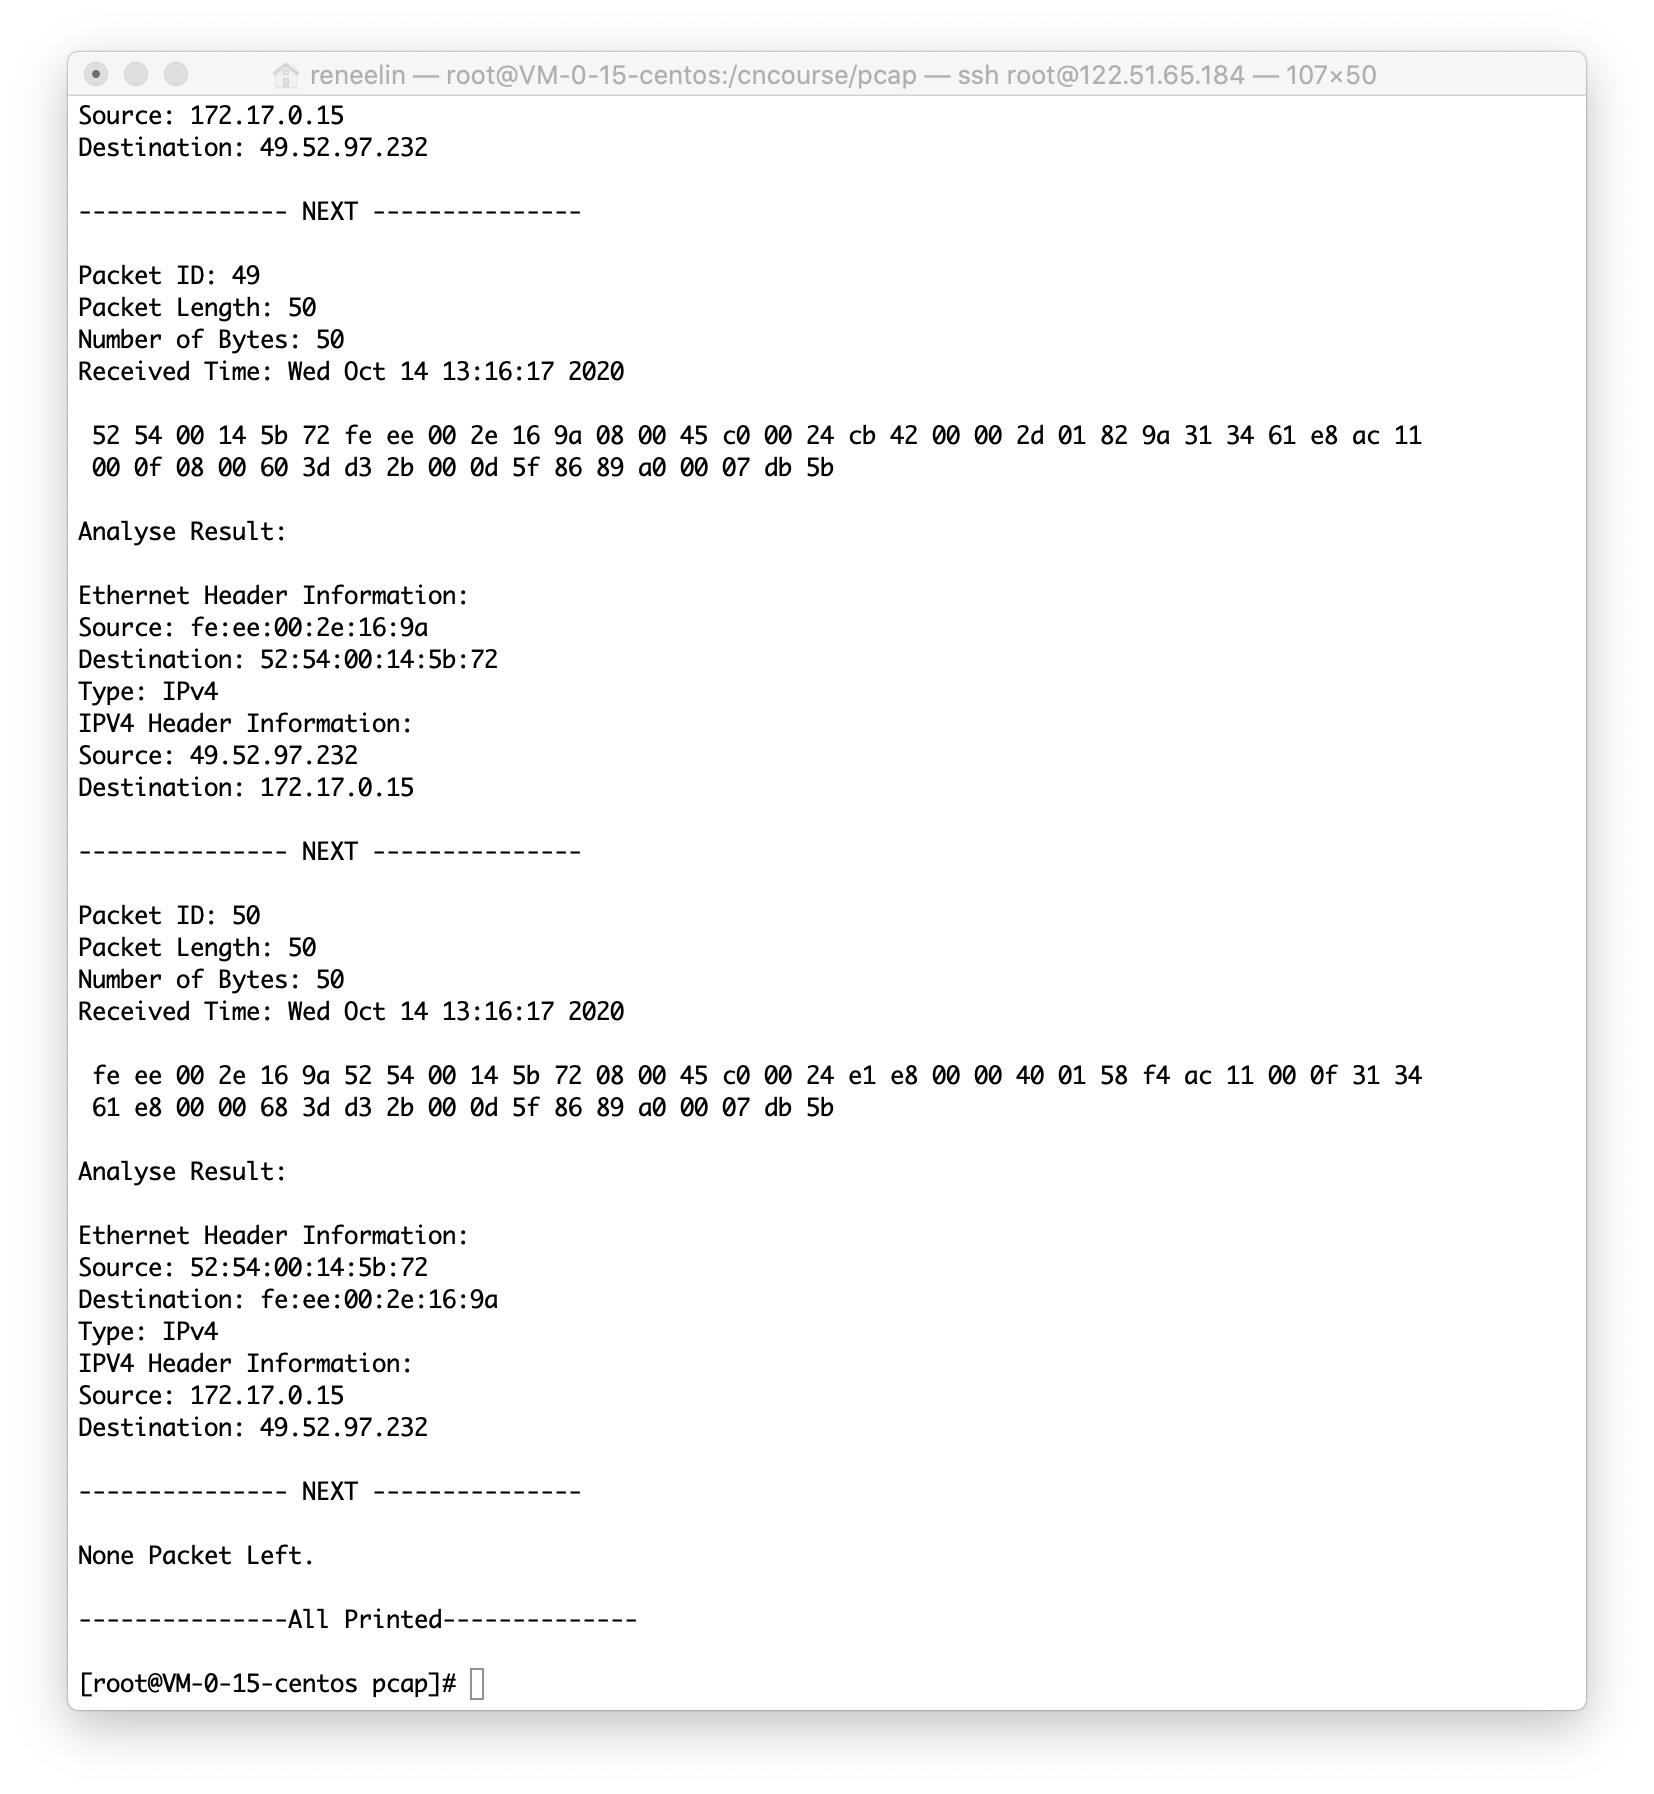 reneelin — root@VM-0-15-centos:/cncourse/pcap — ssh root@122.51.65.184 — 107×50
Source: 172.17.0.15
Destination: 49.52.97.232
--------------- NEXT ---------------
Packet ID: 49
Packet Length: 50
Number of Bytes: 50
Received Time: Wed Oct 14 13:16:17 2020
52 54 00 14 5b 72 fe ee 00 2e 16 9a 08 00 45 c0 00 24 cb 42 00 00 2d 01 82 9a 31 34 61 e8 ac 11
00 0f 08 00 60 3d d3 2b 00 0d 5f 86 89 a0 00 07 db 5b
Analyse Result:
Ethernet Header Information:
Source: fe:ee:00:2e:16:9a
Destination: 52:54:00:14:5b:72
Type: IPv4
IPV4 Header Information:
Source: 49.52.97.232
Destination: 172.17.0.15
--------------- NEXT ---------------
Packet ID: 50
Packet Length: 50
Number of Bytes: 50
Received Time: Wed Oct 14 13:16:17 2020
fe ee 00 2e 16 9a 52 54 00 14 5b 72 08 00 45 c0 00 24 e1 e8 00 00 40 01 58 f4 ac 11 00 0f 31 34
61 e8 00 00 68 3d d3 2b 00 0d 5f 86 89 a0 00 07 db 5b
Analyse Result:
Ethernet Header Information:
Source: 52:54:00:14:5b:72
Destination: fe:ee:00:2e:16:9a
Type: IPv4
IPV4 Header Information:
Source: 172.17.0.15
Destination: 49.52.97.232
--------------- NEXT ---------------
None Packet Left.
---------------All Printed--------------
[root@VM-0-15-centos pcap]#